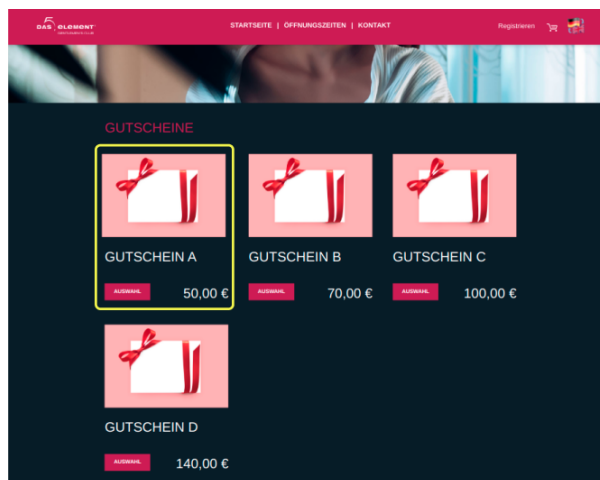 DAS ELEMENT
STARTSEITE | ÖFFNUNGSZEITEN | KONTAKT
Registrieren
GUTSCHEINE
GUTSCHEIN A
AUSWAHL
50,00 €
GUTSCHEIN B
AUSWAHL
70,00 €
GUTSCHEIN C
AUSWAHL
100,00 €
GUTSCHEIN D
AUSWAHL
140,00 €